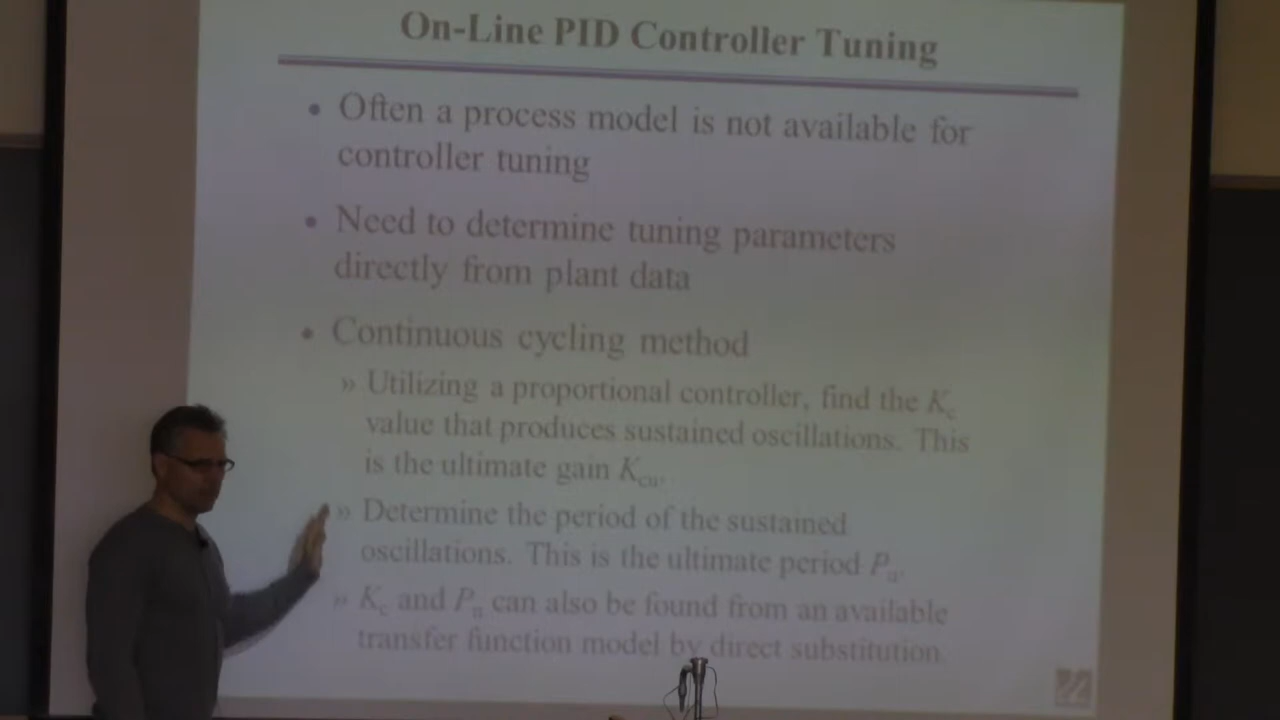 On-Line PID Controller Tuning
• Often a process model is not available for
controller tuning
• Need to determine tuning parameters
directly from plant data
• Continuous cycling method
» Utilizing a proportional controller, find the Kc
value that produces sustained oscillations. This
is the ultimate gain Kcu.
» Determine the period of the sustained
oscillations. This is the ultimate period Pu.
» Kc and Pu can also be found from an available
transfer function model by direct substitution.